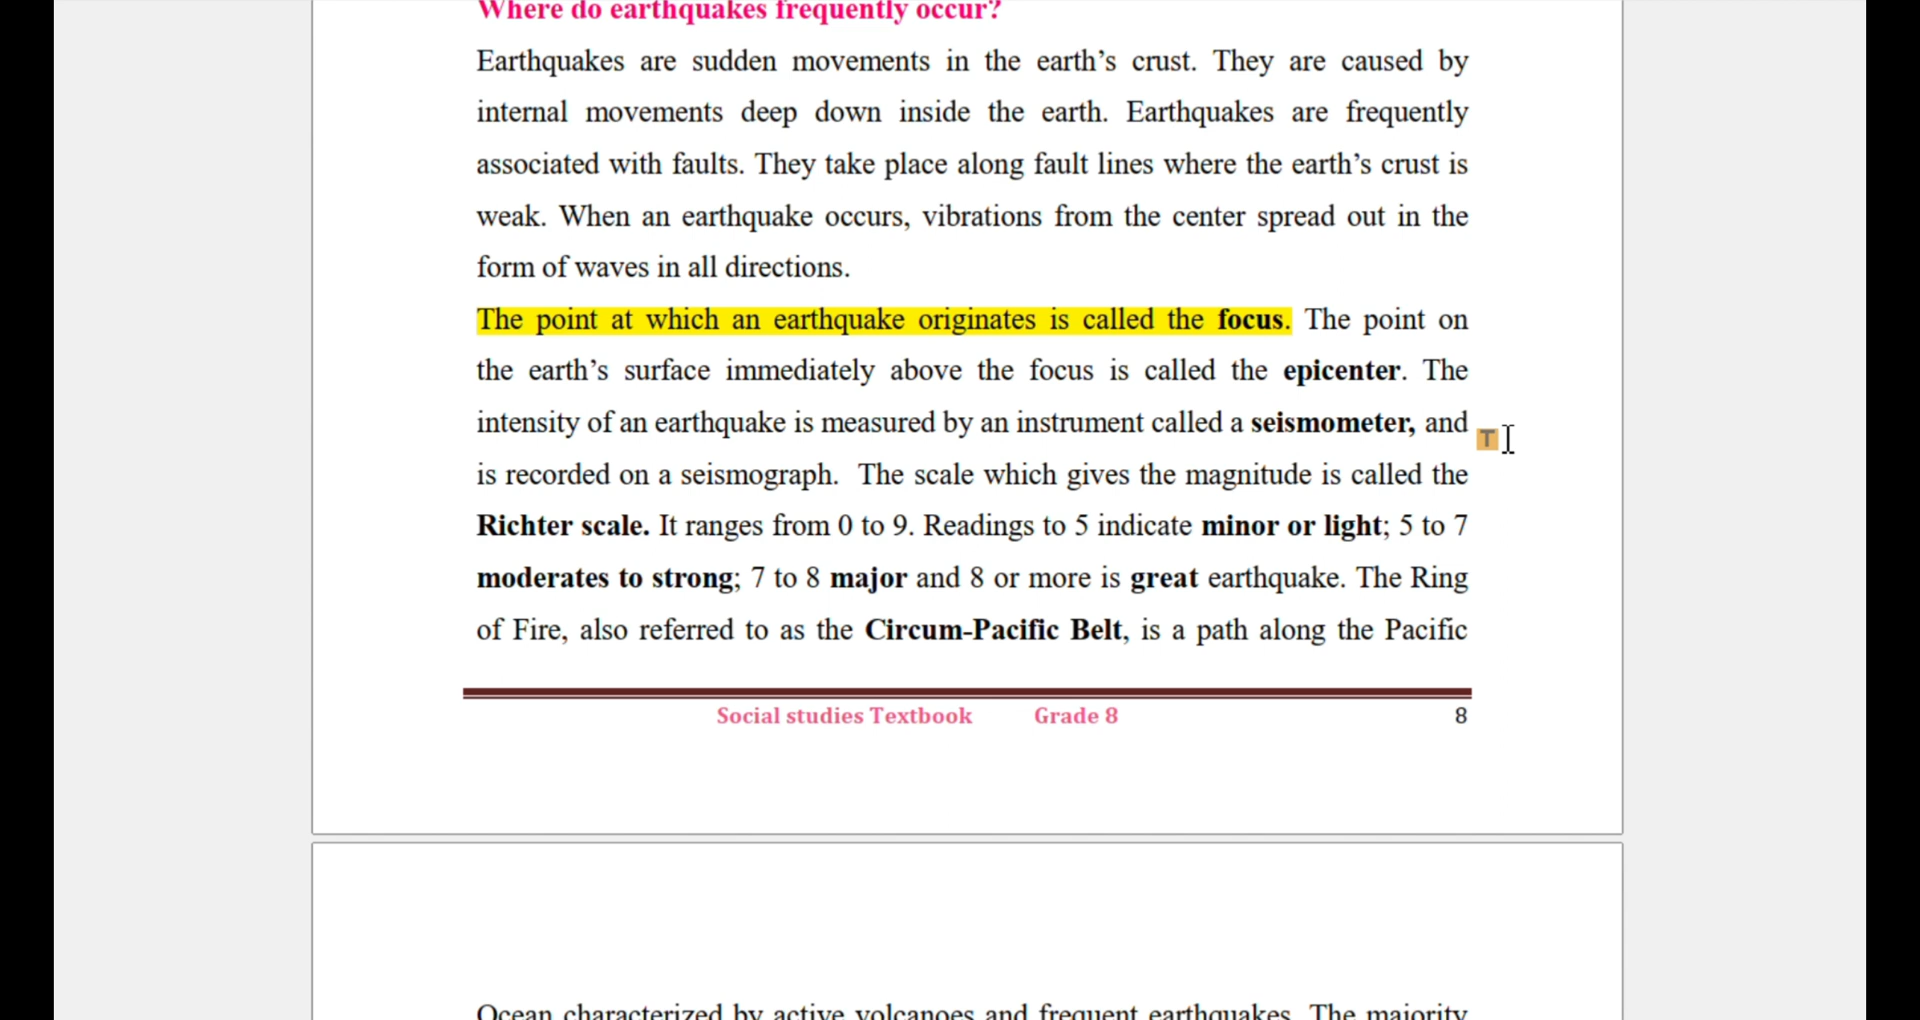 Where do earthquakes frequently occur?
Earthquakes are sudden movements in the earth’s crust. They are caused by
internal movements deep down inside the earth. Earthquakes are frequently
associated with faults. They take place along fault lines where the earth’s crust is
weak. When an earthquake occurs, vibrations from the center spread out in the
form of waves in all directions.
The point at which an earthquake originates is called the focus. The point on
the earth’s surface immediately above the focus is called the epicenter. The
intensity of an earthquake is measured by an instrument called a seismometer, and
is recorded on a seismograph. The scale which gives the magnitude is called the
Richter scale. It ranges from 0 to 9. Readings to 5 indicate minor or light; 5 to 7
moderates to strong; 7 to 8 major and 8 or more is great earthquake. The Ring
of Fire, also referred to as the Circum-Pacific Belt, is a path along the Pacific
Social studies Textbook Grade 8 8
Ocean characterized by active volcanoes and frequent earthquakes. The majority